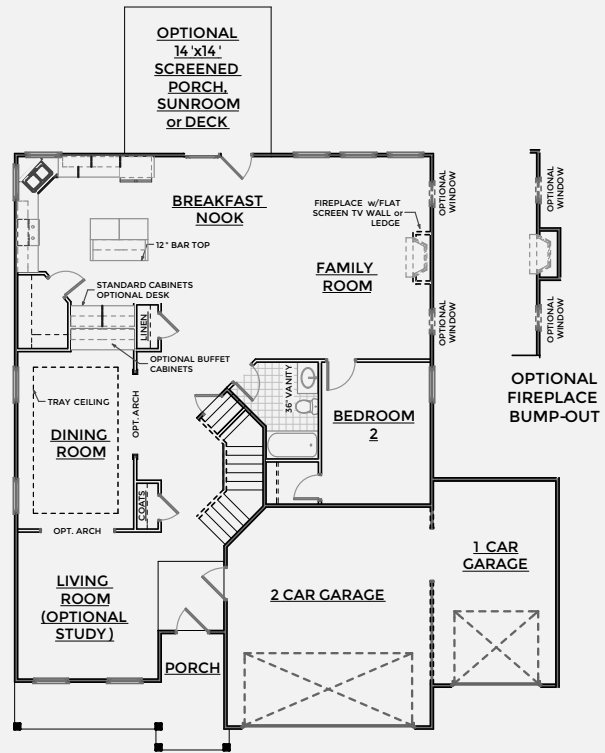 OPTIONAL
14'x14'
SCREENED
PORCH,
SUNROOM
or DECK
BREAKFAST
NOOK
12" BAR TOP
FIREPLACE w/FLAT
SCREEN TV WALL or
LEDGE
OPTIONAL
WINDOW
OPTIONAL
WINDOW
FAMILY
ROOM
STANDARD CABINETS
OPTIONAL DESK
LINEN
OPTIONAL BUFFET
CABINETS
OPTIONAL
WINDOW
OPTIONAL
WINDOW
OPTIONAL
FIREPLACE
BUMP-OUT
TRAY CEILING
OPT. ARCH
DINING
ROOM
36" VANITY
BEDROOM
2
COATS
OPT. ARCH
LIVING
ROOM
(OPTIONAL
STUDY)
PORCH
2 CAR GARAGE
1 CAR
GARAGE